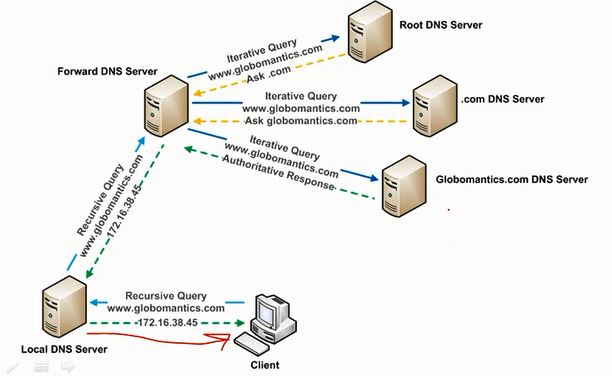 Root DNS Server
Iterative Query
www.globomantics.com
Ask .com
Forward DNS Server
Iterative Query
www.globomantics.com
Ask globomantics.com
.com DNS Server
Iterative Query
www.globomantics.com
Authoritative Response
Globomantics.com DNS Server
Recursive Query
www.globomantics.com
172.16.38.45
Recursive Query
www.globomantics.com
172.16.38.45
Local DNS Server
Client